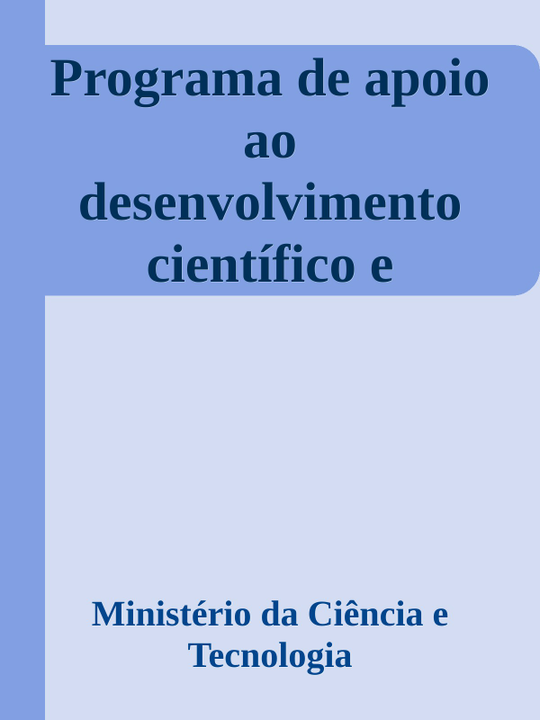 Programa de apoio
ao
desenvolvimento
científico e
Ministério da Ciência e
Tecnologia